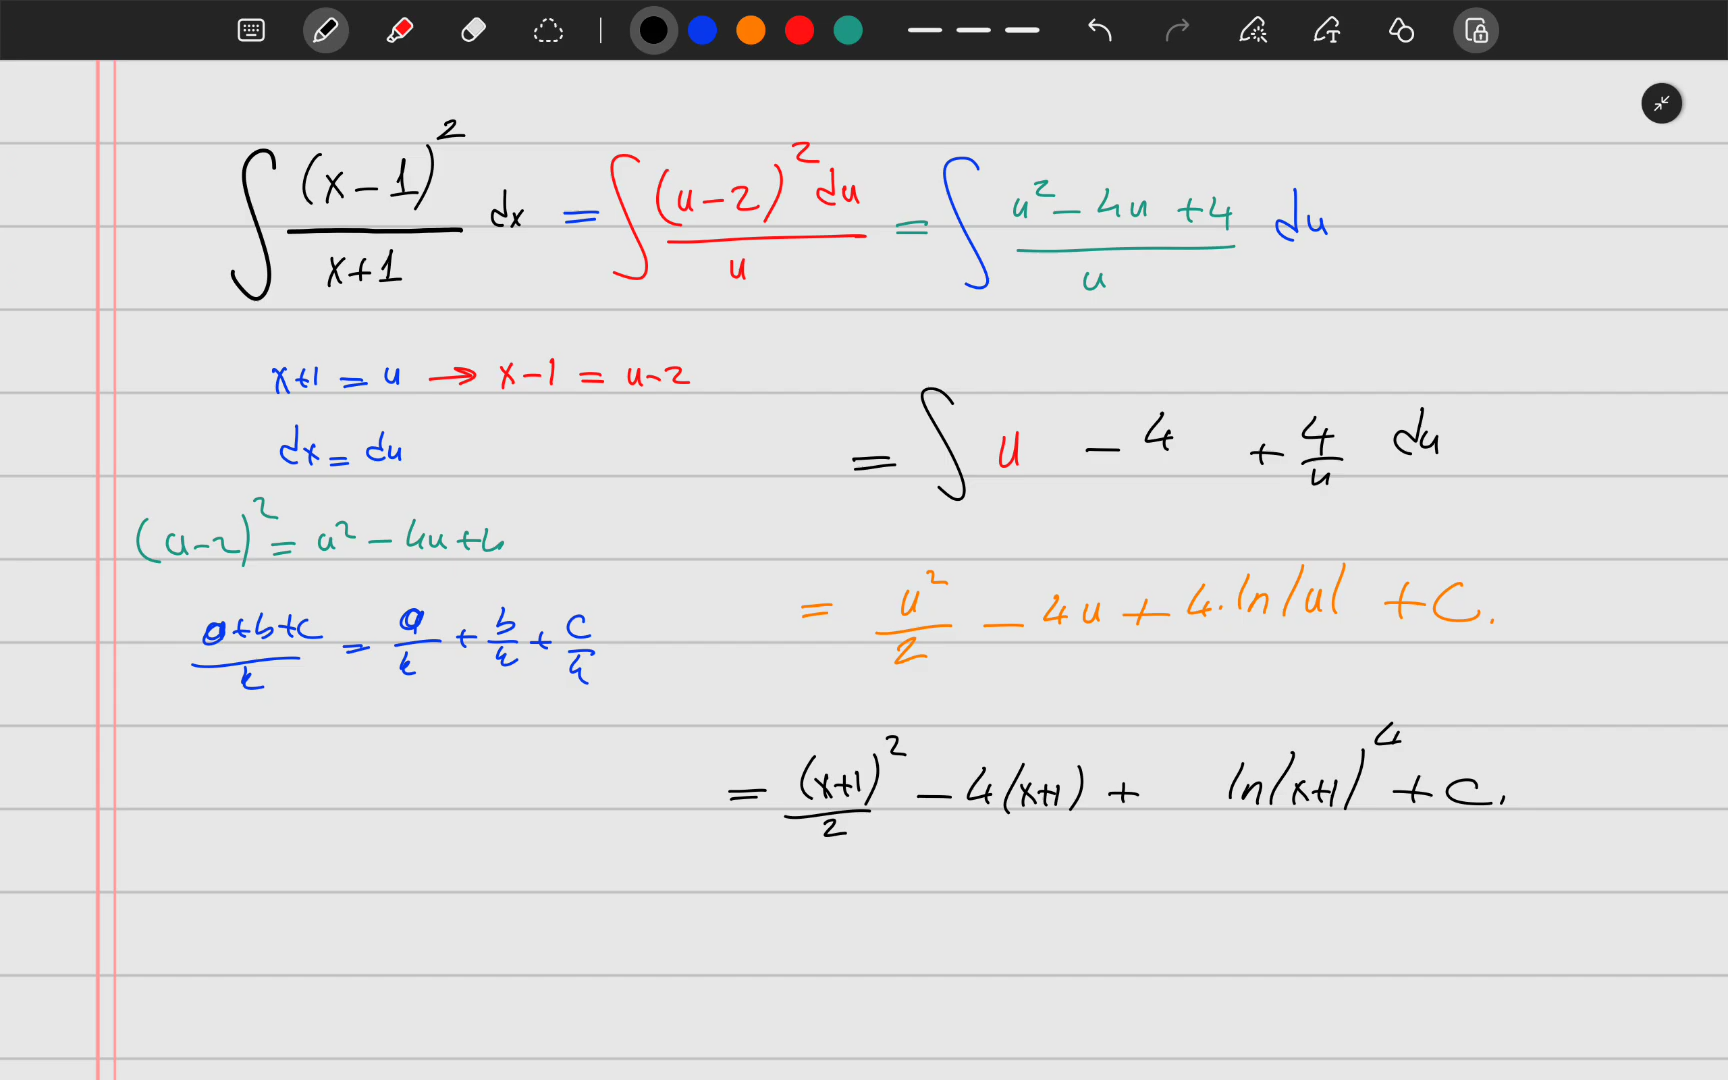 ∫ (x-1)² / x+1 dx = ∫ (u-2)² du / u = ∫ u² - 4u + 4 / u du
x+1 = u → x-1 = u-2
dx = du
= ∫ u - 4 + 4/u du
(u-2)² = u² - 4u + 4
a+b+c / k = a/k + b/k + c/k
= u²/2 - 4u + 4.ln|u| + C.
= (x+1)²/2 - 4(x+1) + ln|x+1|⁴ + C.